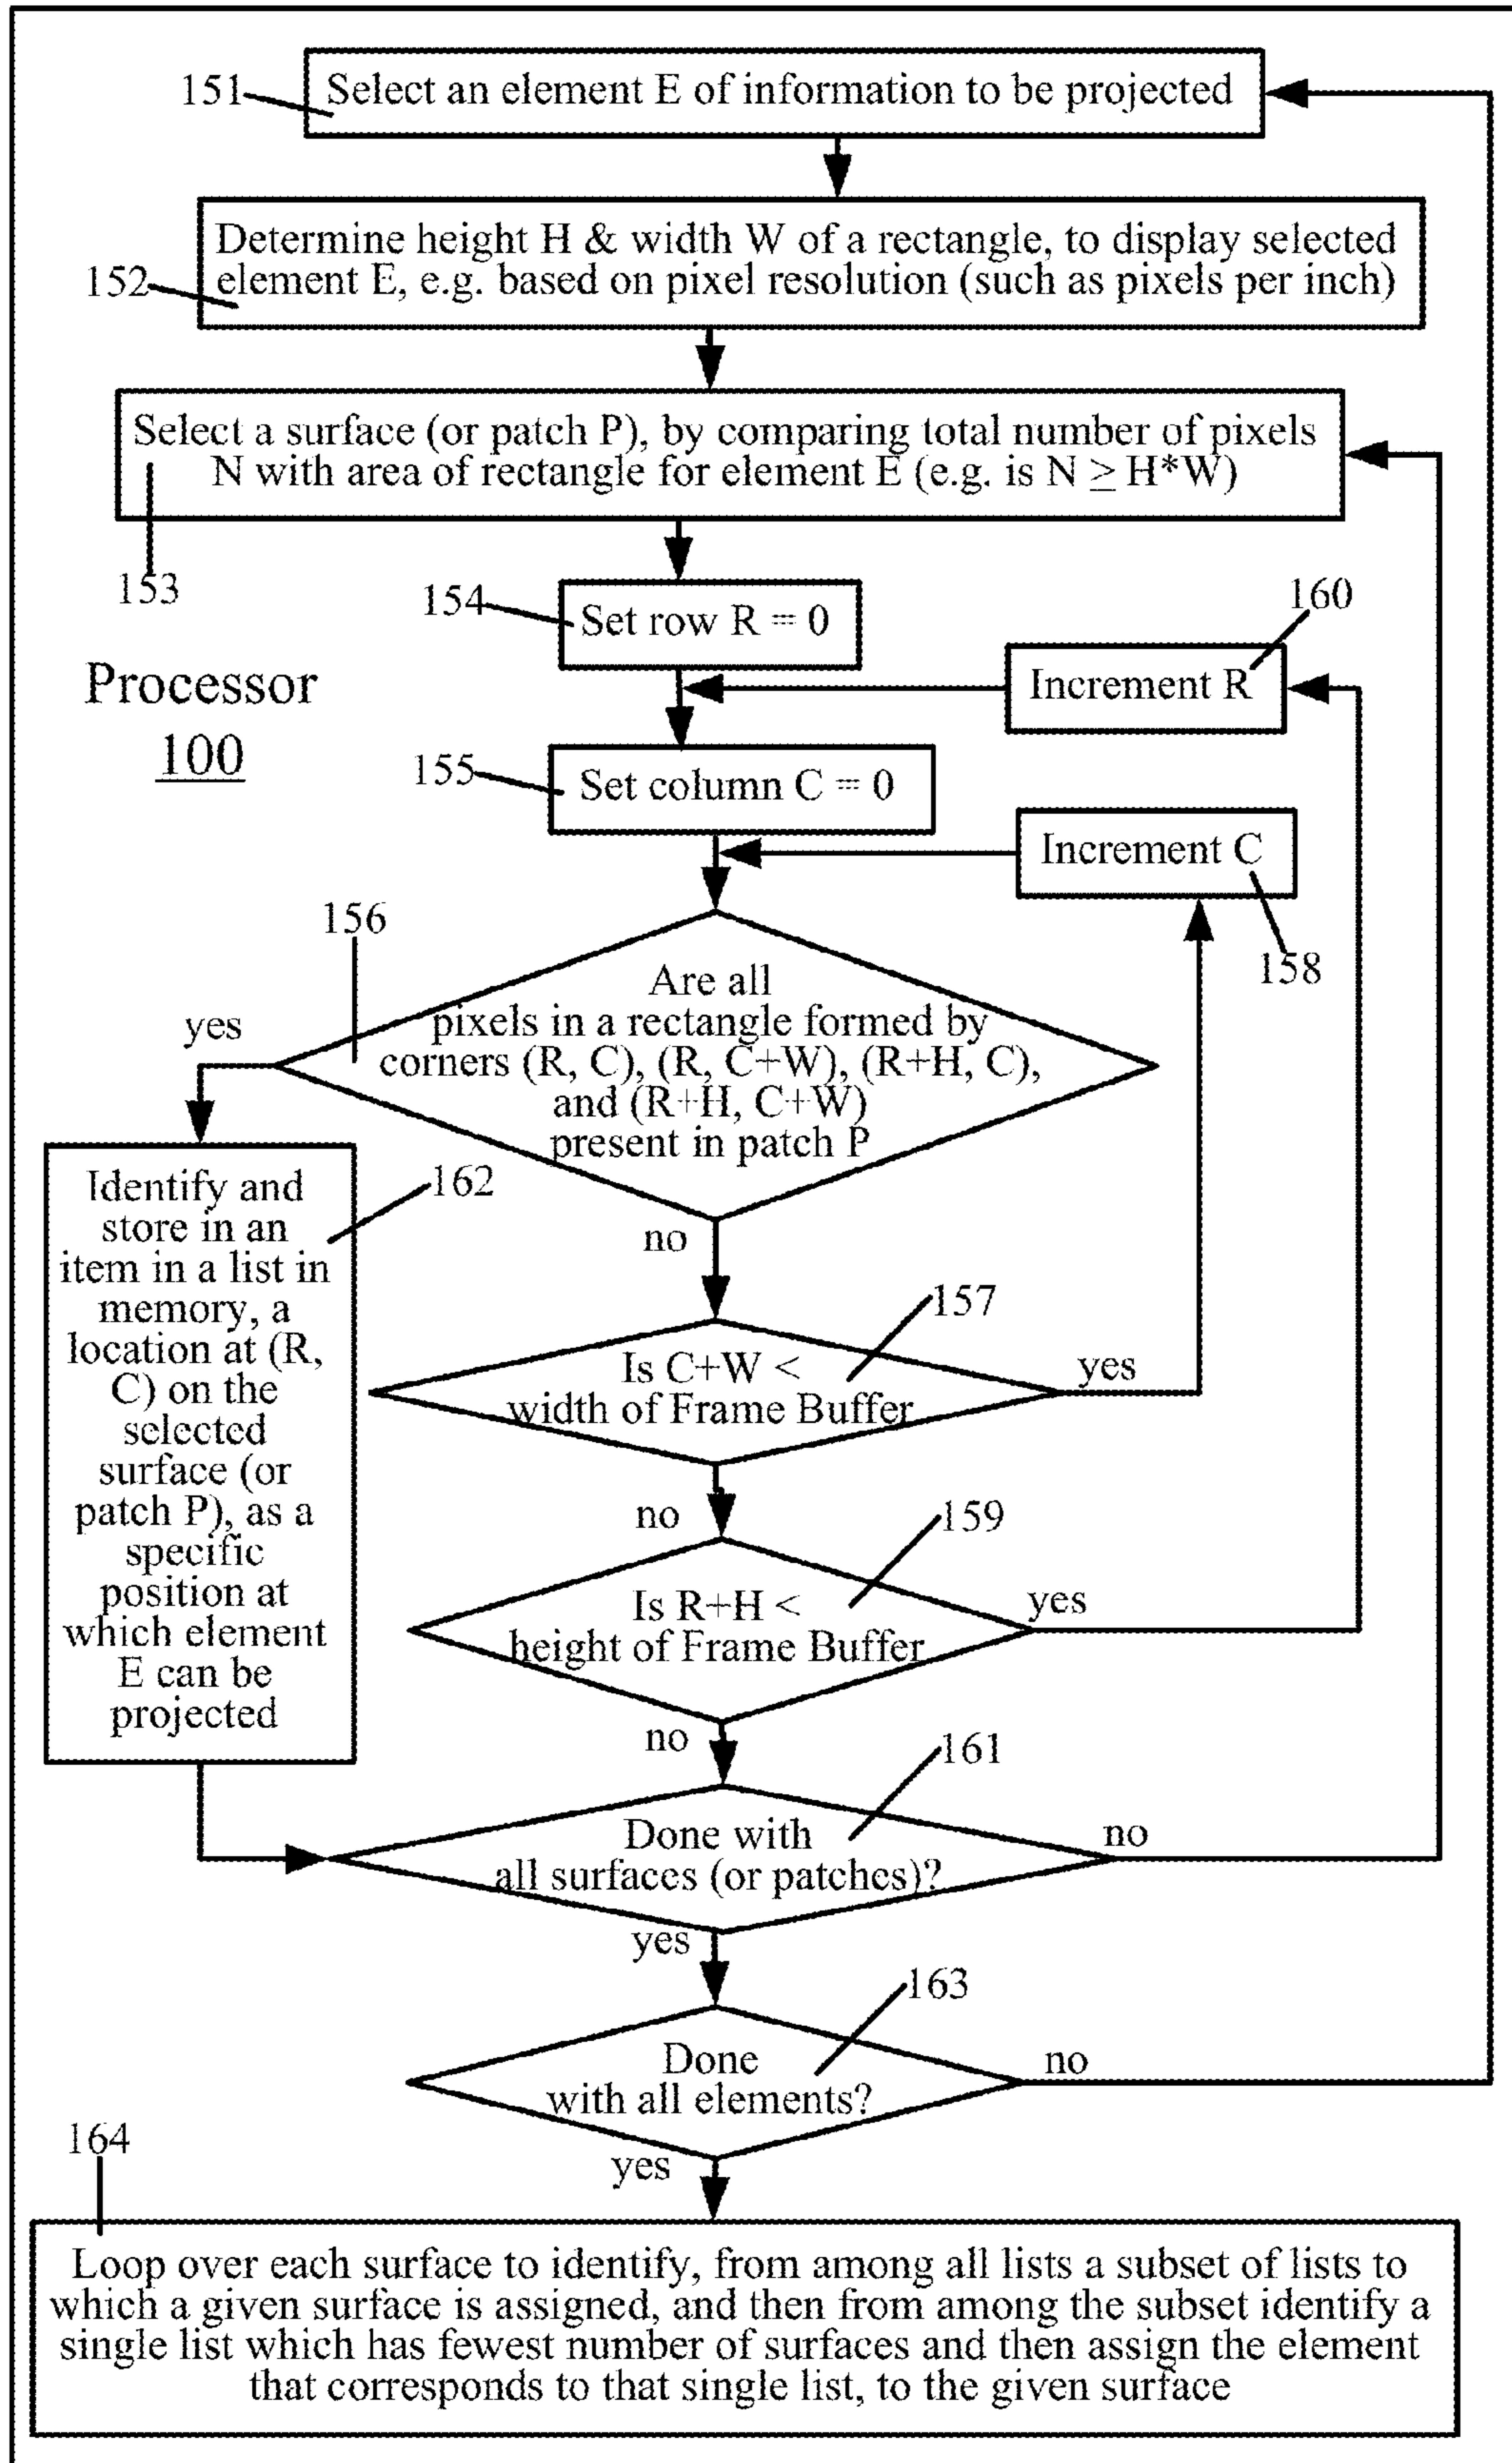 151
Select an element E of information to be projected
152
Determine height H & width W of a rectangle, to display selected
element E, e.g. based on pixel resolution (such as pixels per inch)
Select a surface (or patch P), by comparing total number of pixels
N with area of rectangle for element E (e.g. is N ≥ H*W)
153
154
Set row R = 0
160
Increment R
Processor
100
155
Set column C = 0
Increment C
158
156
Are all
pixels in a rectangle formed by
corners (R, C), (R, C+W), (R+H, C),
and (R+H, C+W)
present in patch P
yes
no
Identify and
store in an
item in a list in
memory, a
location at (R,
C) on the
selected
surface (or
patch P), as a
specific
position at
which element
E can be
projected
162
157
Is C+W <
width of Frame Buffer
yes
no
159
Is R+H <
height of Frame Buffer
yes
no
161
Done with
all surfaces (or patches)?
no
yes
163
Done
with all elements?
no
yes
164
Loop over each surface to identify, from among all lists a subset of lists to
which a given surface is assigned, and then from among the subset identify a
single list which has fewest number of surfaces and then assign the element
that corresponds to that single list, to the given surface